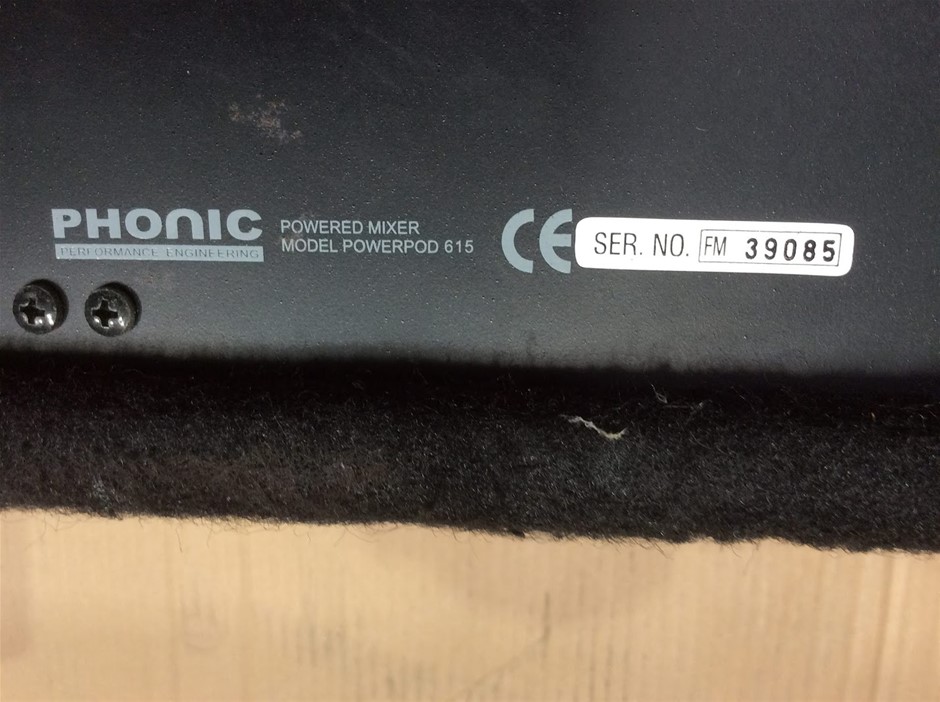 PHONIC
PERFORMANCE ENGINEERING
POWERED MIXER
MODEL POWERPOD 615
CE
SER. NO. FM 39085